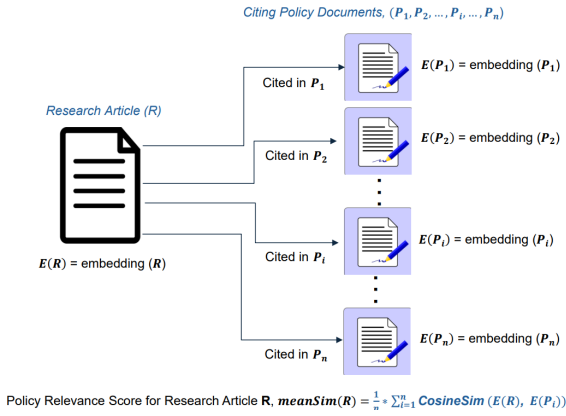 Citing Policy Documents, (P₁, P₂, ..., Pᵢ, ..., Pₙ)
E(P₁) = embedding (P₁)
Cited in P₁
Research Article (R)
E(P₂) = embedding (P₂)
Cited in P₂
E(Pᵢ) = embedding (Pᵢ)
Cited in Pᵢ
E(R) = embedding (R)
E(Pₙ) = embedding (Pₙ)
Cited in Pₙ
Policy Relevance Score for Research Article R, meanSim(R) = 1/n * ∑ⁿᵢ₌₁ CosineSim (E(R), E(Pᵢ))